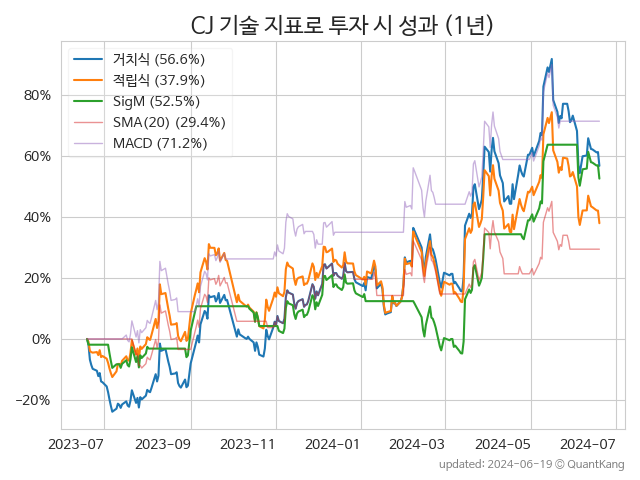 CJ 기술 지표로 투자 시 성과 (1년)
거치식 (56.6%)
적립식 (37.9%)
SigM (52.5%)
SMA(20) (29.4%)
MACD (71.2%)
80%
60%
40%
20%
0%
−20%
2023-07 2023-09 2023-11 2024-01 2024-03 2024-05 2024-07
updated: 2024-06-19 © QuantKang